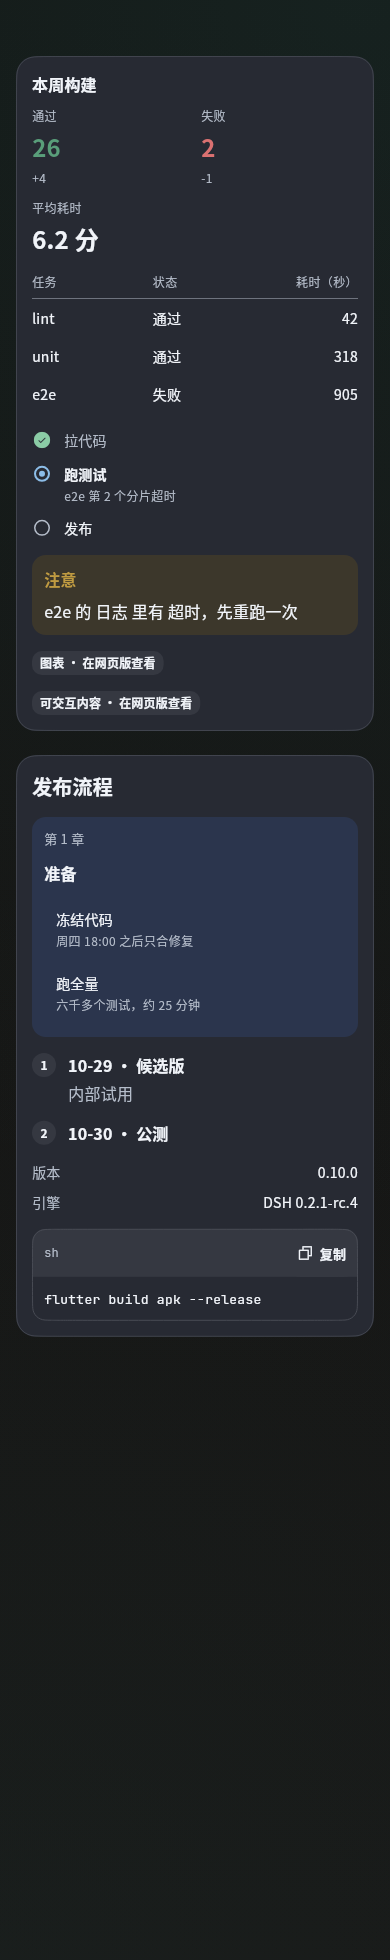 本周构建
通过
失败
26
2
+4
-1
平均耗时
6.2 分
任务 状态 耗时（秒）
lint 通过 42
unit 通过 318
e2e 失败 905
拉代码
跑测试
e2e 第 2 个分片超时
发布
注意
e2e 的 日志 里有 超时，先重跑一次
图表 · 在网页版查看
可交互内容 · 在网页版查看
发布流程
第 1 章
准备
冻结代码
周四 18:00 之后只合修复
跑全量
六千多个测试，约 25 分钟
1 10-29 · 候选版
内部试用
2 10-30 · 公测
版本 0.10.0
引擎 DSH 0.2.1-rc.4
sh 复制
flutter build apk --release